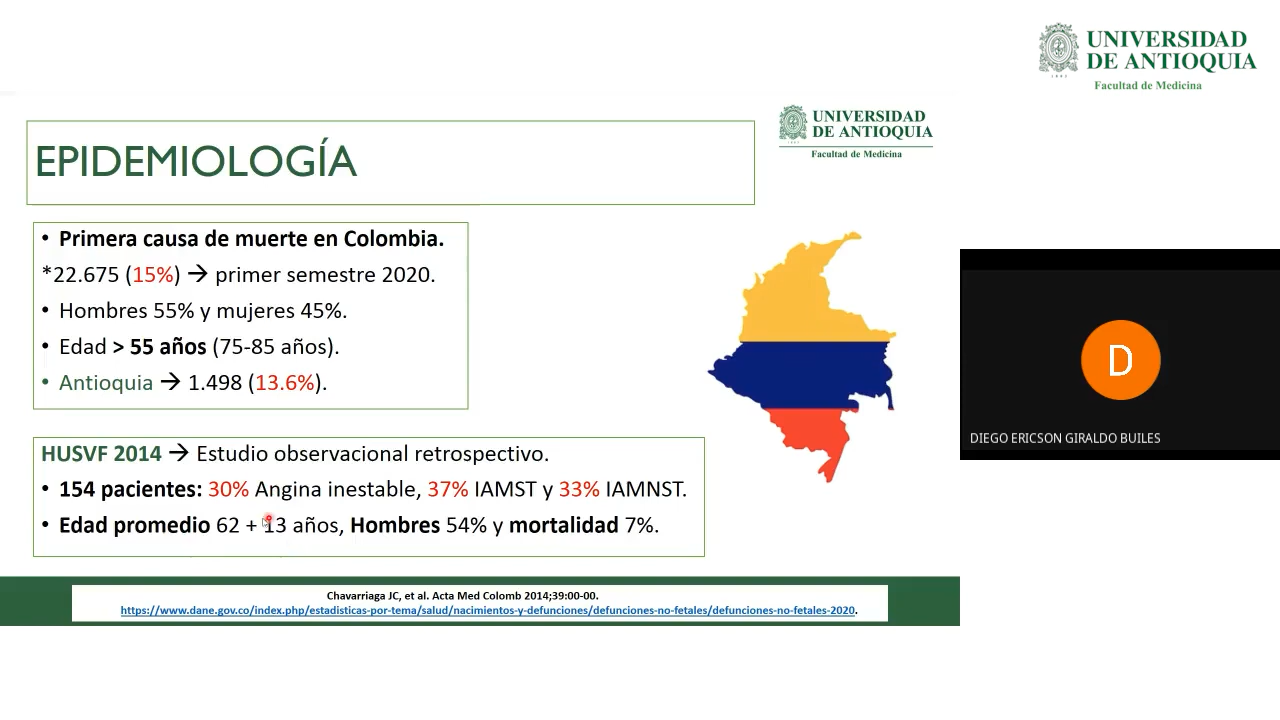 UNIVERSIDAD
DE ANTIOQUIA
Facultad de Medicina
UNIVERSIDAD
DE ANTIOQUIA
Facultad de Medicina
EPIDEMIOLOGÍA
• Primera causa de muerte en Colombia.
*22.675 (15%) → primer semestre 2020.
• Hombres 55% y mujeres 45%.
• Edad > 55 años (75-85 años).
• Antioquia → 1.498 (13.6%).
HUSVF 2014 → Estudio observacional retrospectivo.
• 154 pacientes: 30% Angina inestable, 37% IAMST y 33% IAMNST.
• Edad promedio 62 + 13 años, Hombres 54% y mortalidad 7%.
D
DIEGO ERICSON GIRALDO BUILES
Chavarriaga JC, et al. Acta Med Colomb 2014;39:00-00.
https://www.dane.gov.co/index.php/estadisticas-por-tema/salud/nacimientos-y-defunciones/defunciones-no-fetales/defunciones-no-fetales-2020.